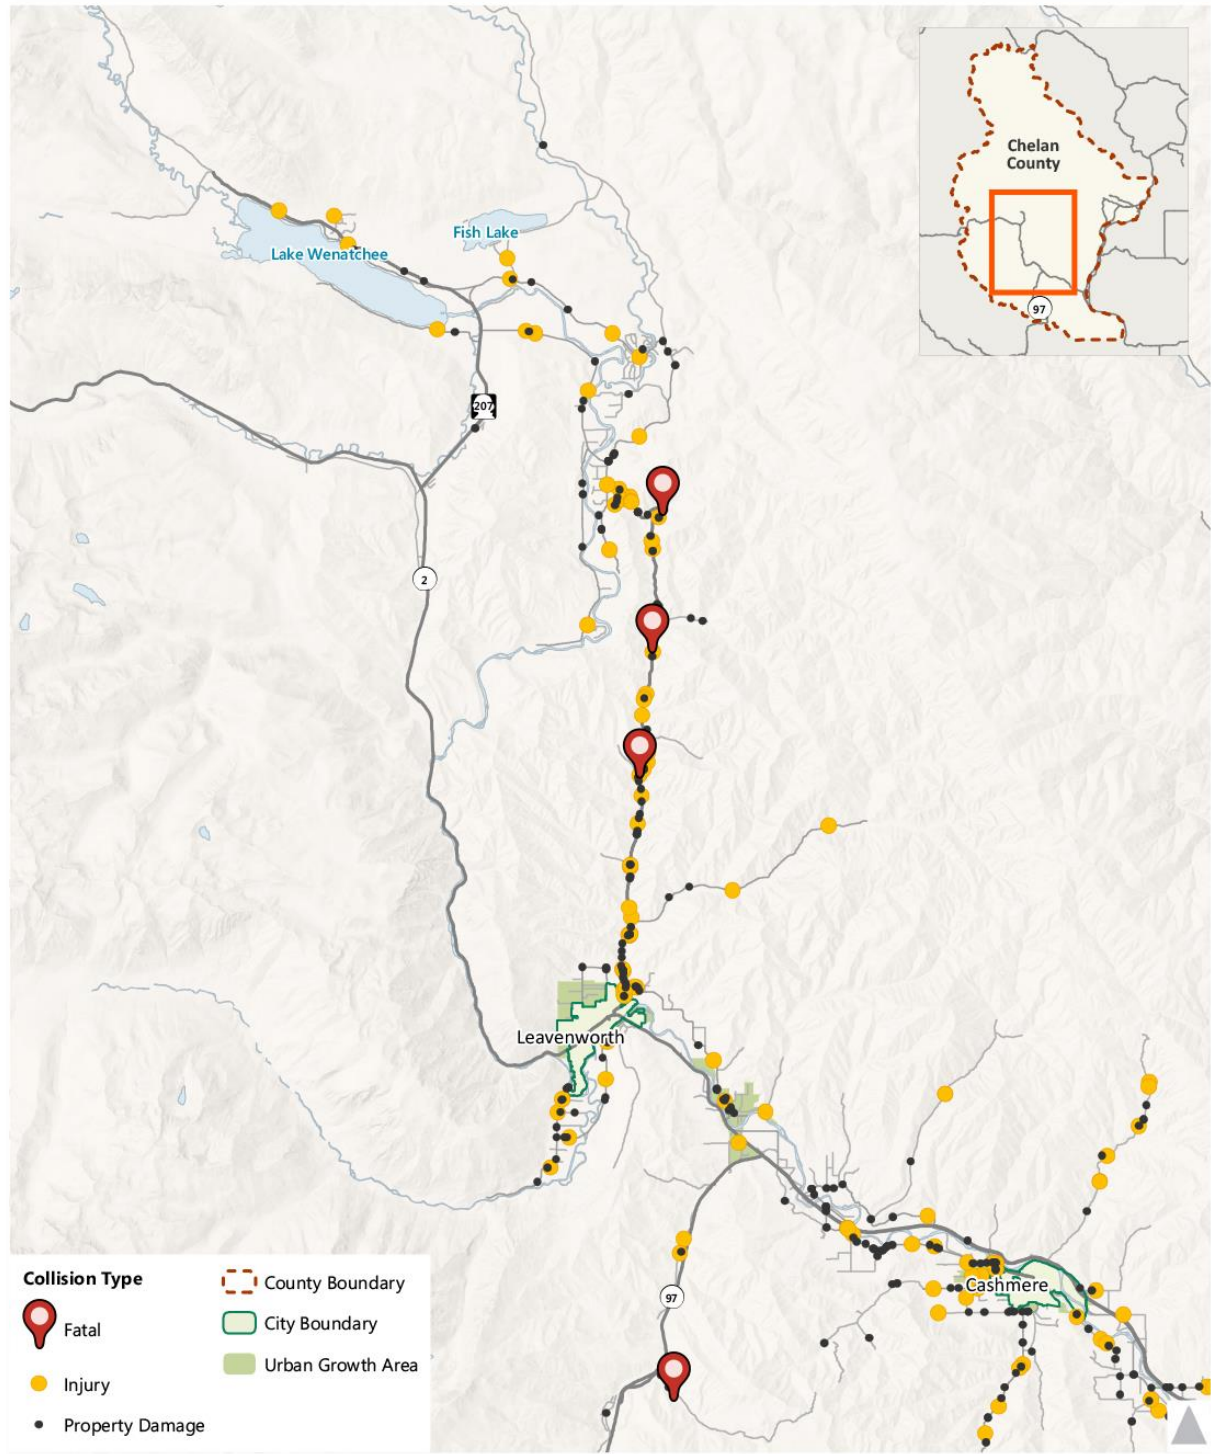 Chelan
County
97
Fish Lake
Lake Wenatchee
207
2
Leavenworth
Cashmere
97
Collision Type
Fatal
Injury
Property Damage
County Boundary
City Boundary
Urban Growth Area